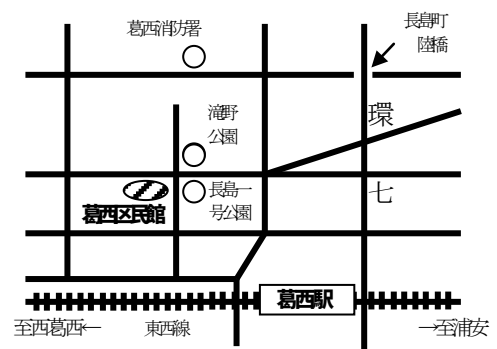 葛西消防署
長島町
陸橋
環
七
滝野
公園
長島一
号公園
葛西区民館
葛西駅
至西葛西←
東西線
→至浦安